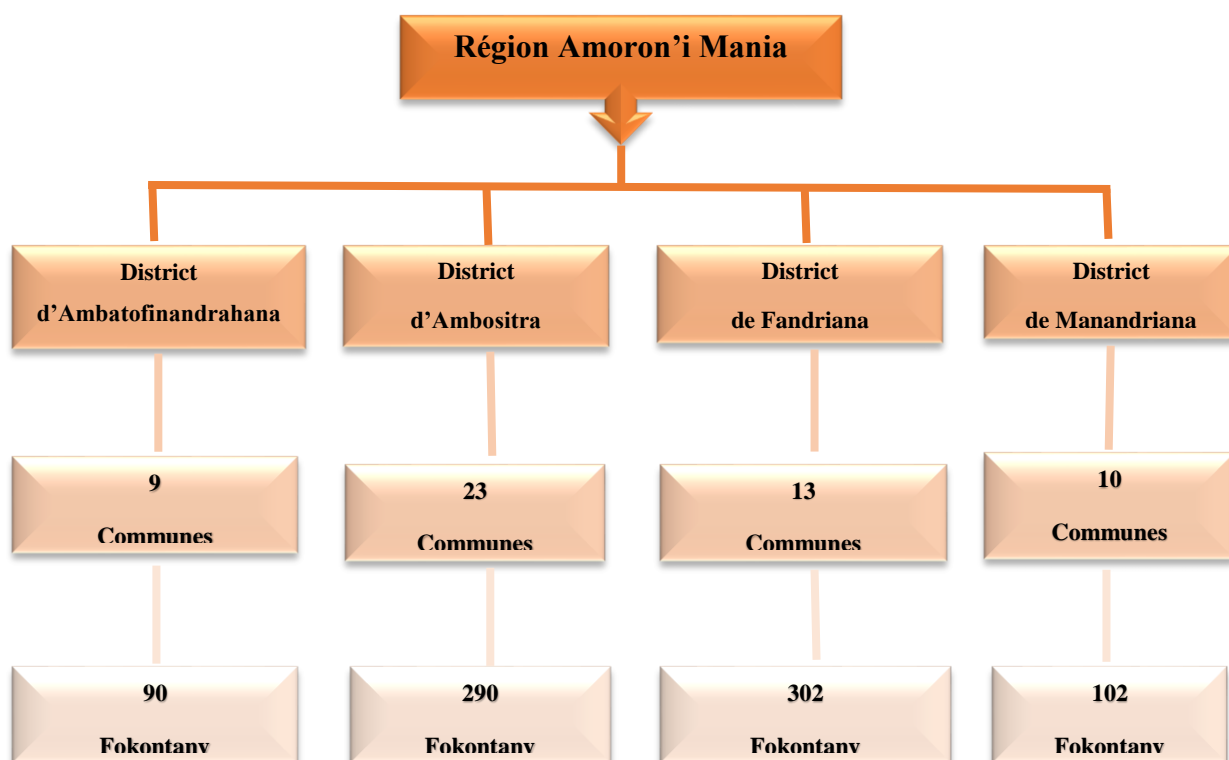 Région Amoron’i Mania
District
d’Ambatofinandrahana
District
d’Ambositra
District
de Fandriana
District
de Manandriana
9
Communes
23
Communes
13
Communes
10
Communes
90
Fokontany
290
Fokontany
302
Fokontany
102
Fokontany